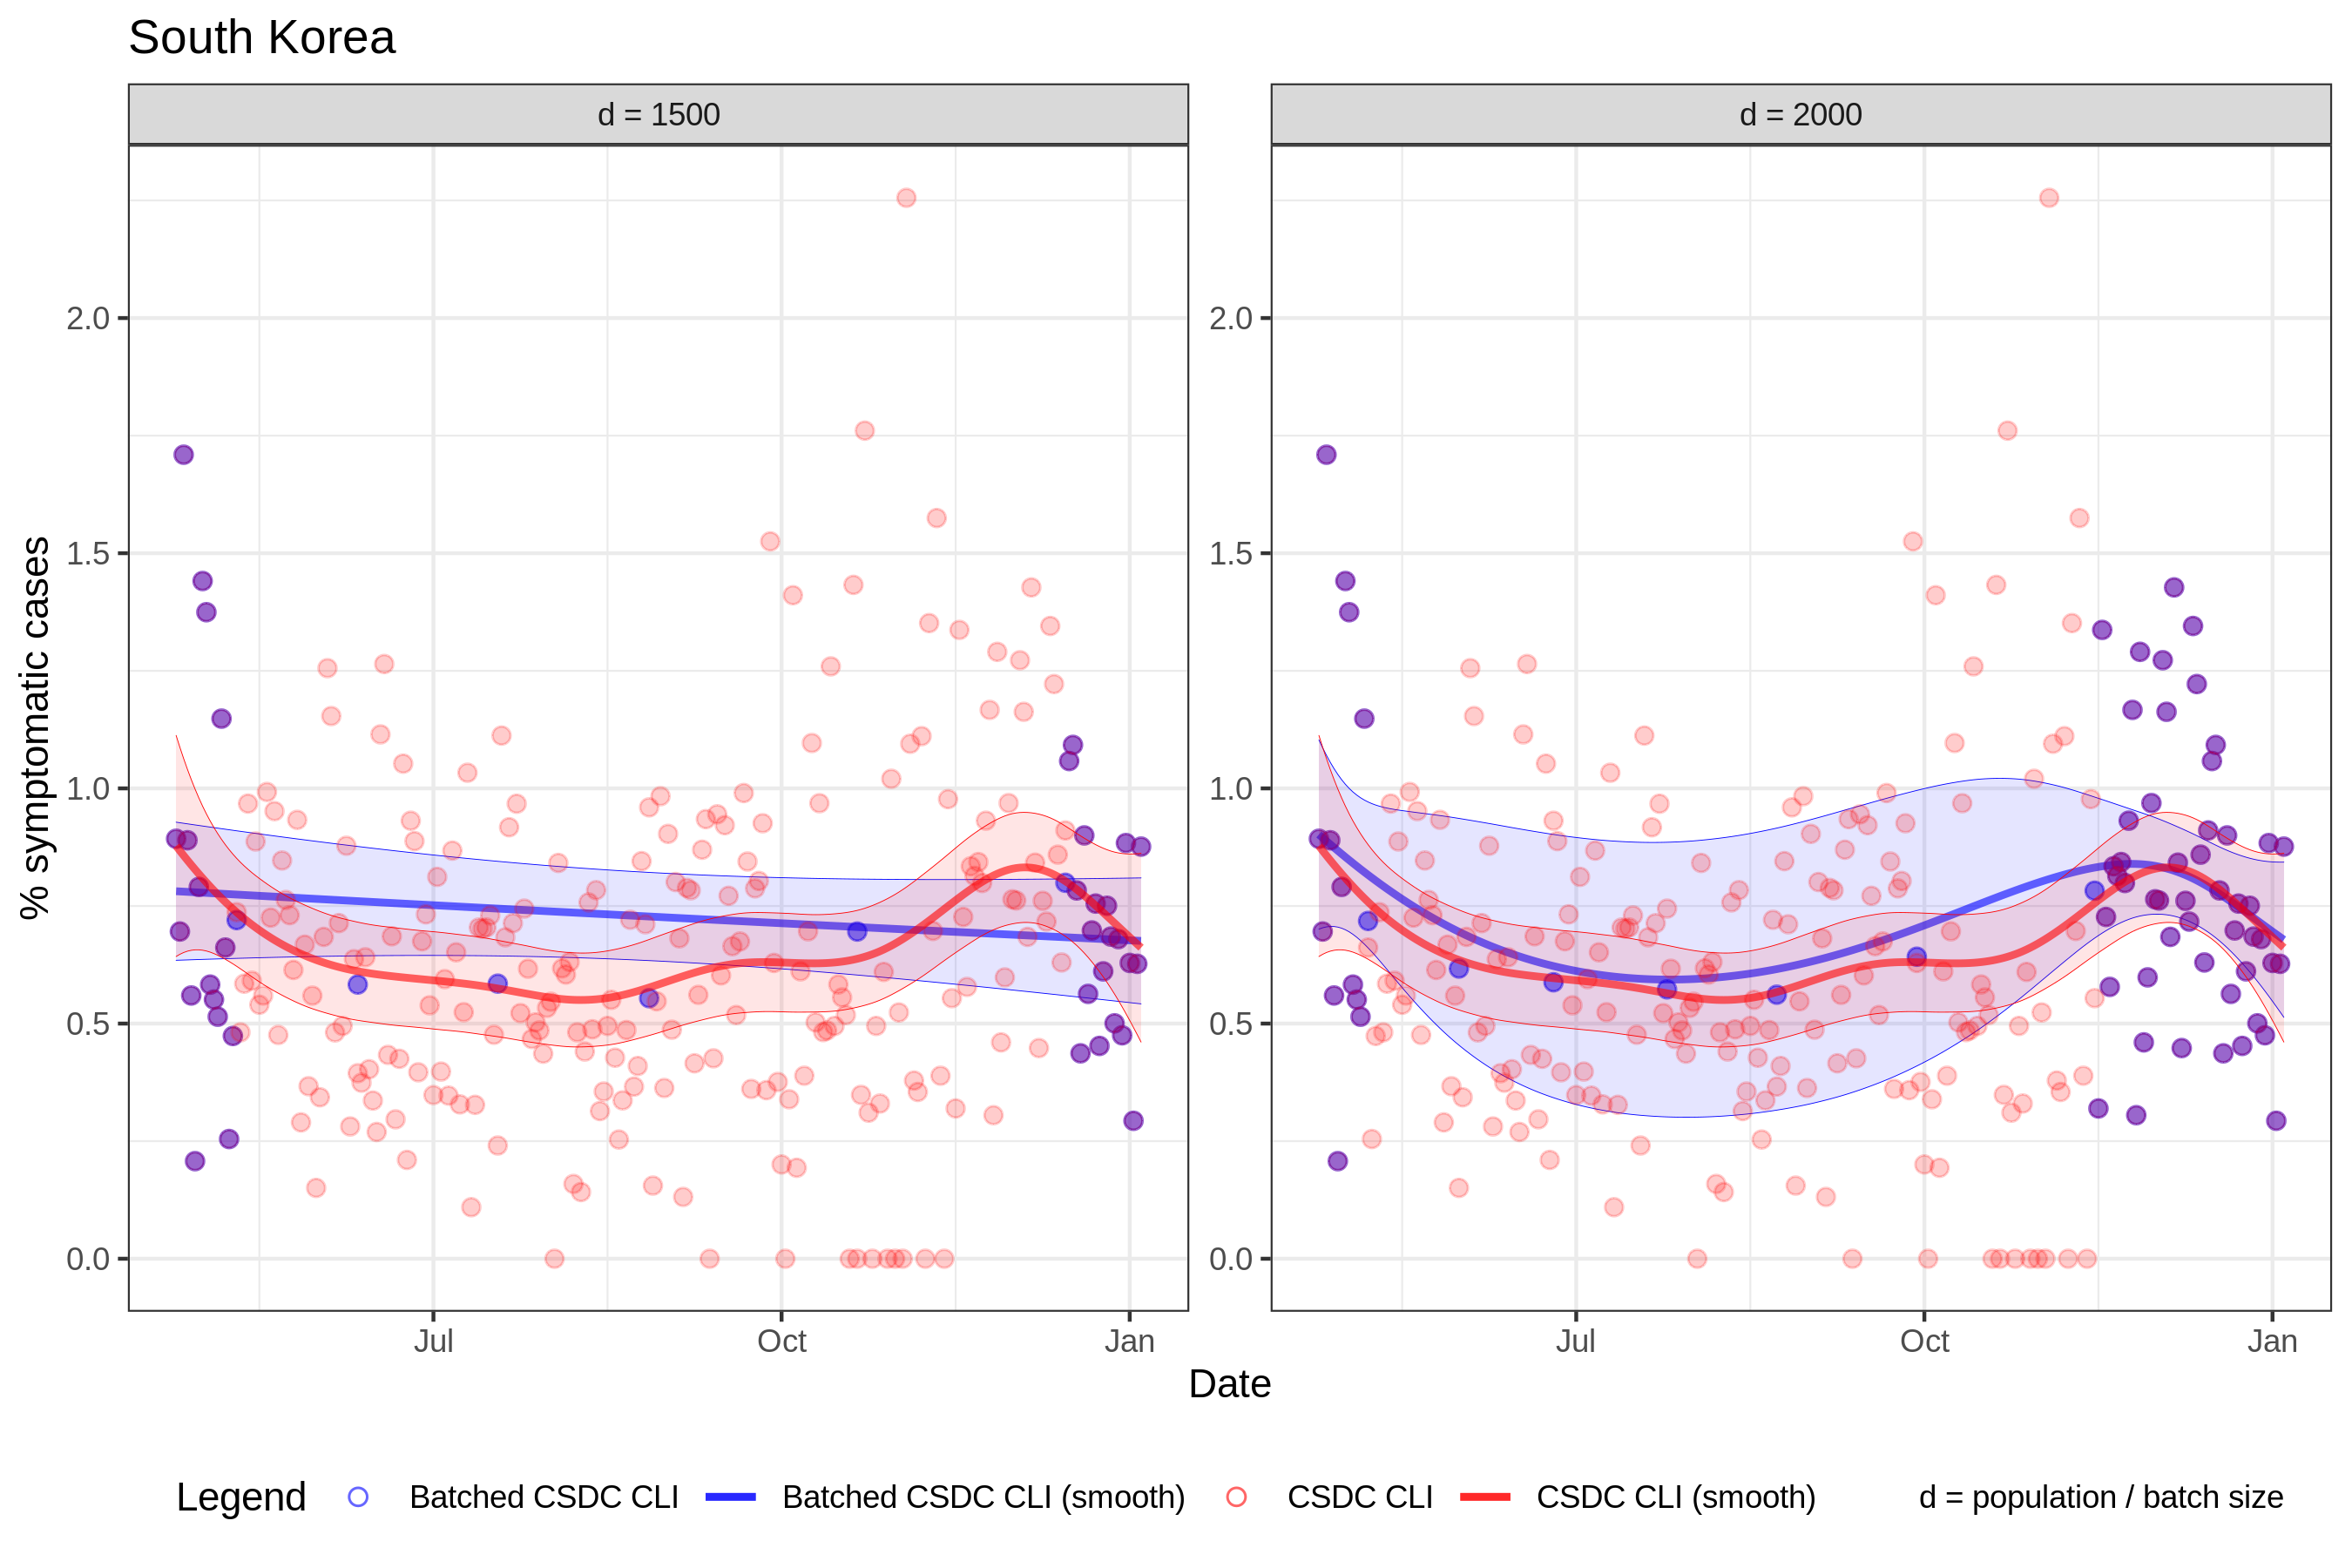 South Korea
d = 1500
d = 2000
% symptomatic cases
2.0
1.5
1.0
0.5
0.0
2.0
1.5
1.0
0.5
0.0
Jul
Oct
Jan
Jul
Oct
Jan
Date
Legend
Batched CSDC CLI
Batched CSDC CLI (smooth)
CSDC CLI
CSDC CLI (smooth)
d = population / batch size